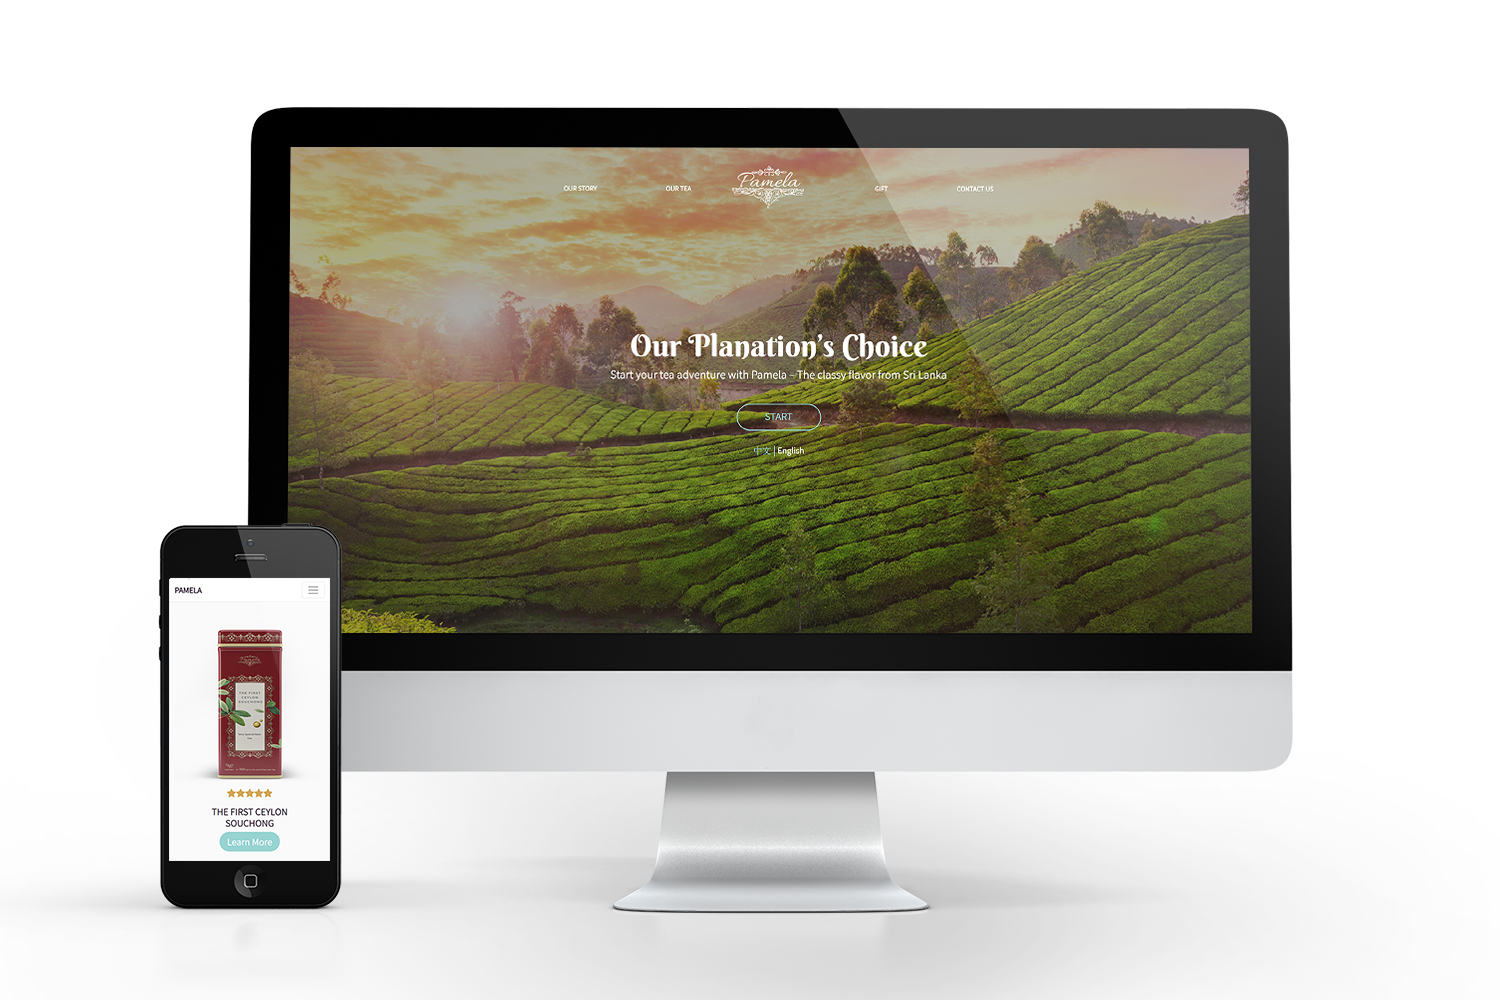 OUR STORY
OUR TEA
Pamela
GIFT
CONTACT US
Our Planation's Choice
Start your tea adventure with Pamela – The classy flavor from Sri Lanka
START
中文 | English
PAMELA
Pamela
THE FIRST
CEYLON
SOUCHONG
THE FIRST CEYLON
SOUCHONG
Learn More